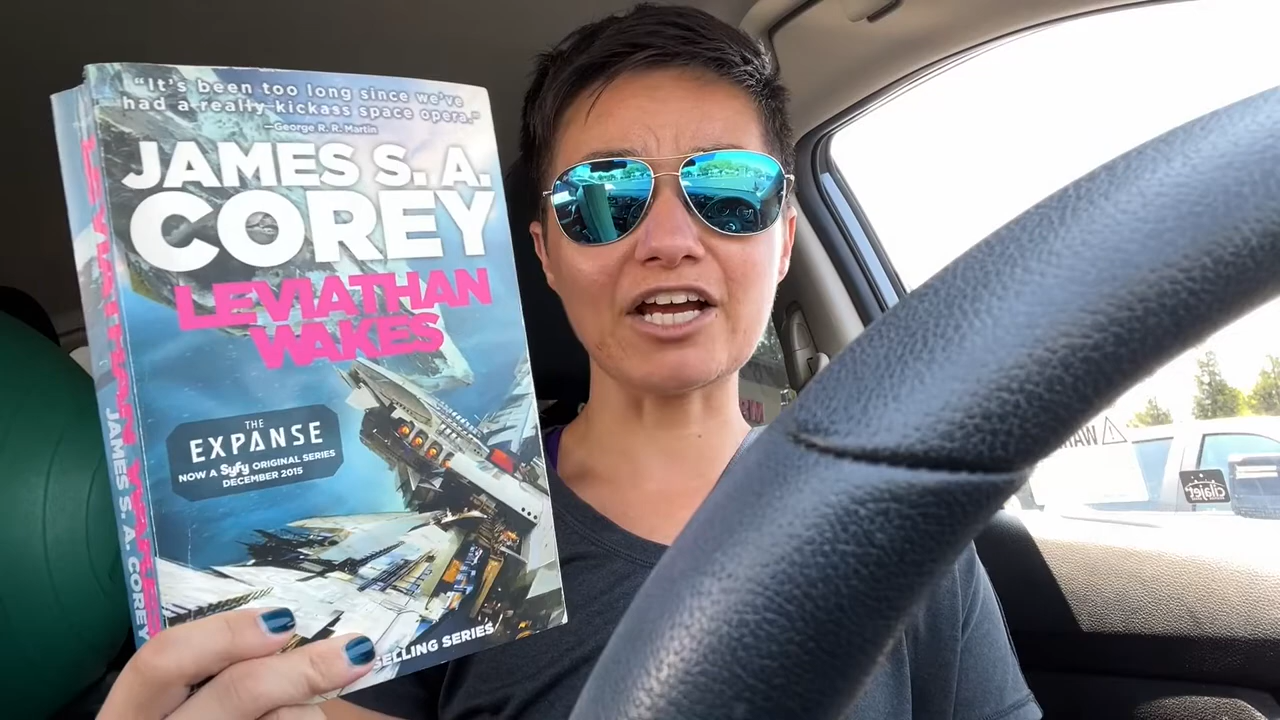 "It's been too long since we've
had a really kickass space opera."
—George R. R. Martin
JAMES S. A.
COREY
LEVIATHAN
WAKES
THE
EXPANSE
NOW A Syfy ORIGINAL SERIES
DECEMBER 2015
SELLING SERIES
LEVIATHAN WAKES
JAMES S. A. COREY
cilajet